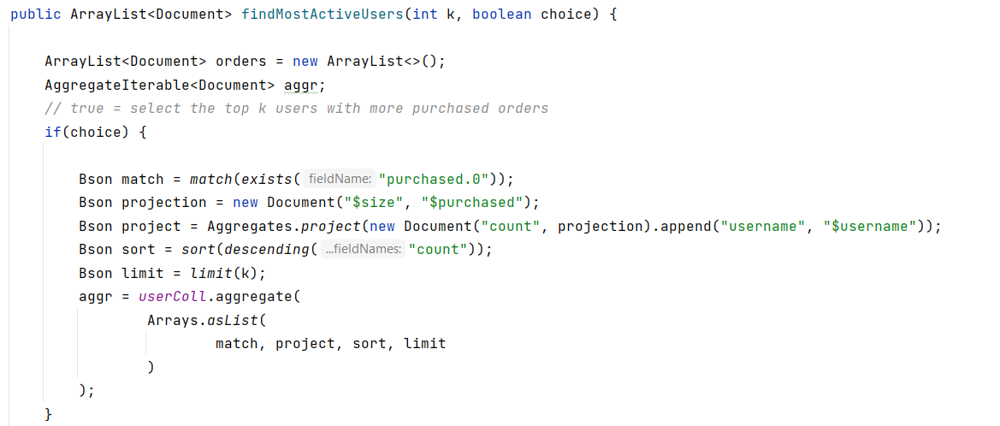 public ArrayList<Document> findMostActiveUsers(int k, boolean choice) {
ArrayList<Document> orders = new ArrayList<>();
AggregateIterable<Document> aggr;
// true = select the top k users with more purchased orders
if(choice) {
Bson match = match(exists( fieldName: "purchased.0"));
Bson projection = new Document("$size", "$purchased");
Bson project = Aggregates.project(new Document("count", projection).append("username", "$username"));
Bson sort = sort(descending( ...fieldNames: "count"));
Bson limit = limit(k);
aggr = userColl.aggregate(
Arrays.asList(
match, project, sort, limit
)
);
}